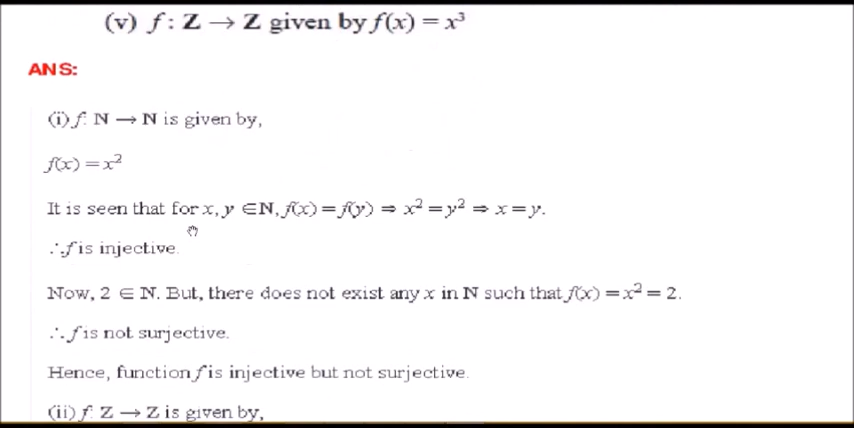 (v) f : Z → Z given by f(x) = x³
ANS:
(i) f: N → N is given by,
f(x) = x²
It is seen that for x, y ∈N, f(x) = f(y) ⇒ x² = y² ⇒ x = y.
∴f is injective.
Now, 2 ∈ N. But, there does not exist any x in N such that f(x) = x² = 2.
∴ f is not surjective.
Hence, function f is injective but not surjective.
(ii) f: Z → Z is given by,